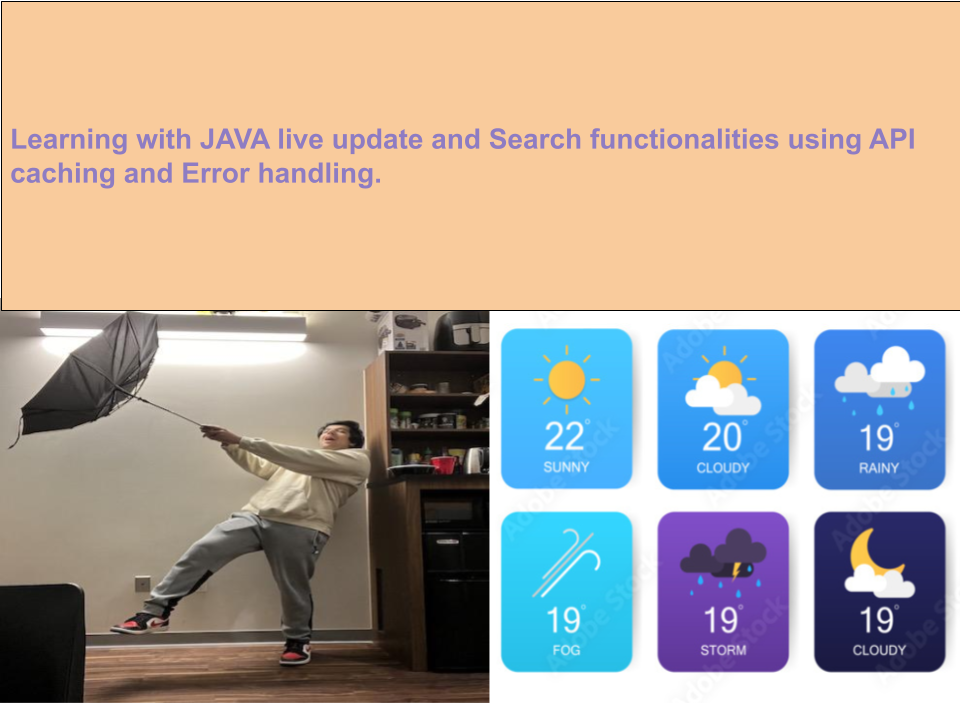 Learning with JAVA live update and Search functionalities using API
caching and Error handling.
22°
SUNNY
20°
CLOUDY
19°
RAINY
19°
FOG
19°
STORM
19°
CLOUDY
Adobe Stock